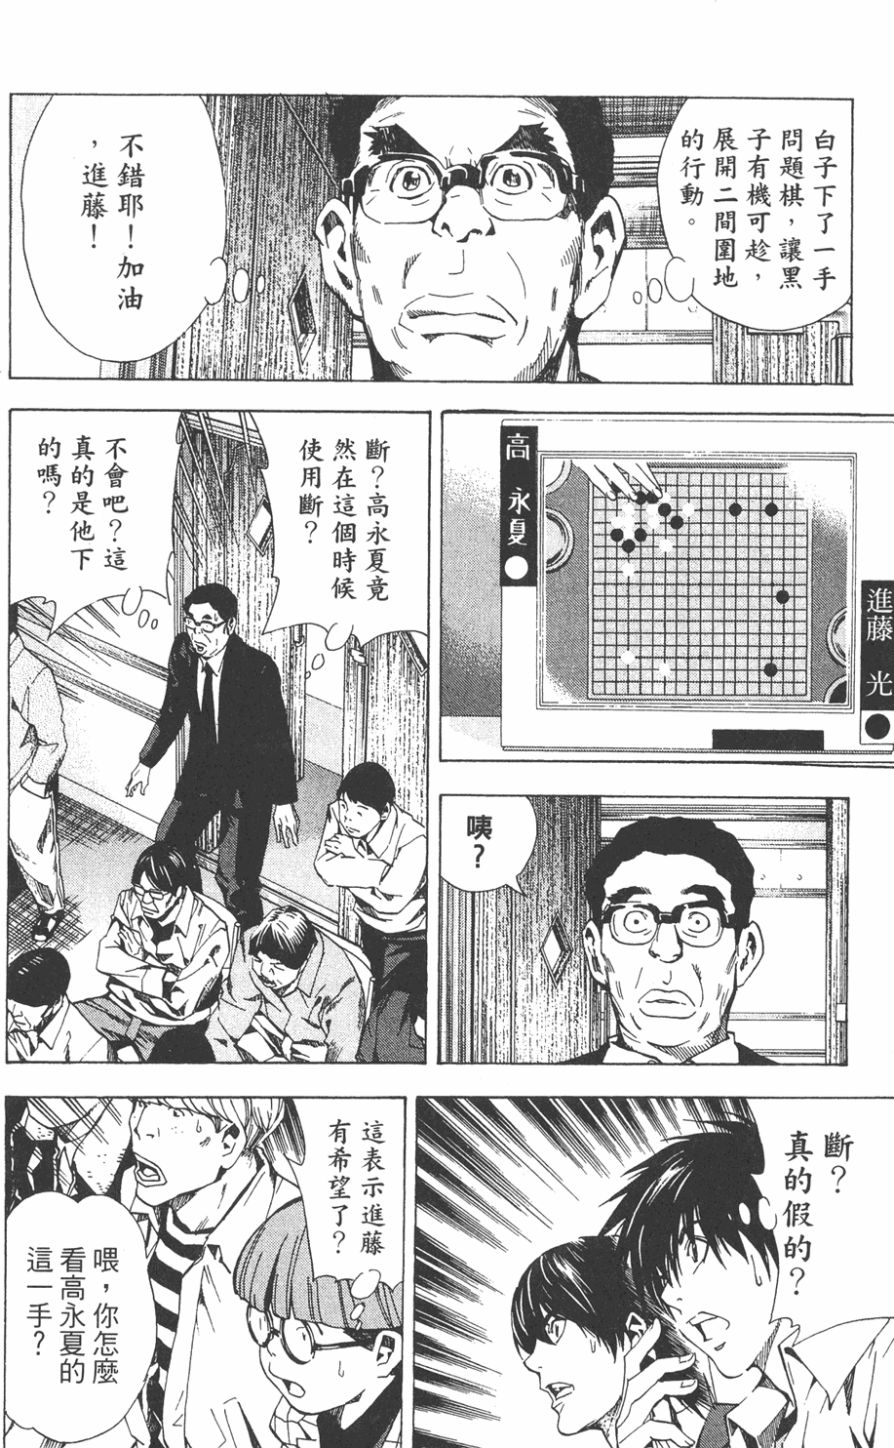 白子下了一手
問題棋，讓黑
子有機可趁，
展開二間圍地
的行動。
不錯耶！加油
，進藤！
高 永夏
進藤 光
斷？高永夏竟
然在這個時候
使用斷？
不會吧？這
真的是他下
的嗎？
咦？
斷？
真的假的？
這表示進藤
有希望了？
喂，你怎麼
看高永夏的
這一手？